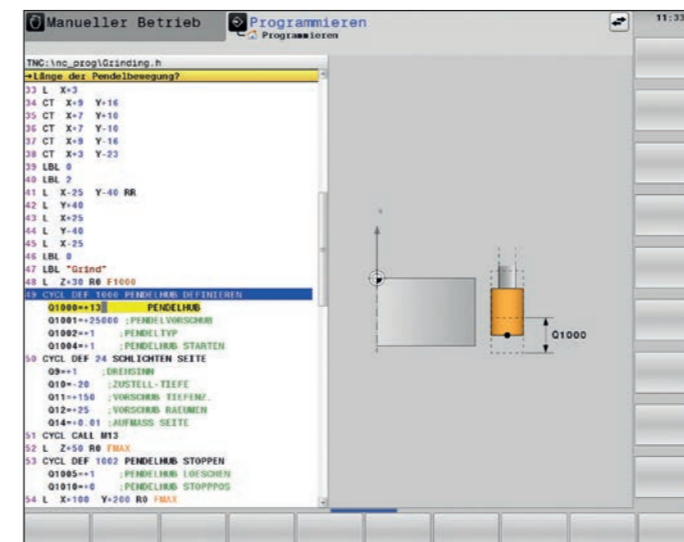 Manueller Betrieb
Programmieren
Programmieren
11:33
TNC:\nc_prog\Grinding.h
→Länge der Pendelbewegung?
33 L X+3
34 CT X+9 Y+16
35 CT X+7 Y+10
36 CT X+7 Y-10
37 CT X+9 Y-16
38 CT X+3 Y-23
39 LBL 0
40 LBL 2
41 L X-25 Y-40 RR
42 L Y+40
43 L X+25
44 L Y-40
45 L X-25
46 LBL 0
47 LBL "Grind"
48 L Z+30 R0 F1000
49 CYCL DEF 1000 PENDELHUB DEFINIEREN
Q1000=+13 PENDELHUB
Q1001=+25000 ;PENDELVORSCHUB
Q1002=+1 ;PENDELTYP
Q1004=+1 ;PENDELHUB STARTEN
50 CYCL DEF 24 SCHLICHTEN SEITE
Q9=+1 ;DREHSINN
Q10=-20 ;ZUSTELL-TIEFE
Q11=+150 ;VORSCHUB TIEFENZ.
Q12=+25 ;VORSCHUB RAEUMEN
Q14=+0.01 ;AUFMASS SEITE
51 CYCL CALL M13
52 L Z+50 R0 FMAX
53 CYCL DEF 1002 PENDELHUB STOPPEN
Q1005=+1 ;PENDELHUB LOESCHEN
Q1010=+0 ;PENDELHUB STOPPPOS
54 L X+100 Y+200 R0 FMAX
Q1000